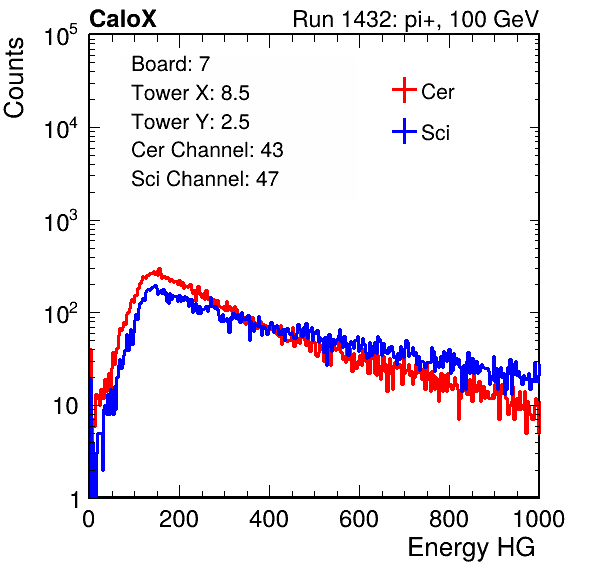 CaloX Run 1432: pi+, 100 GeV
Counts
Board: 7
Tower X: 8.5
Tower Y: 2.5
Cer Channel: 43
Sci Channel: 47
Cer
Sci
10^5
10^4
10^3
10^2
10
1
0 200 400 600 800 1000
Energy HG